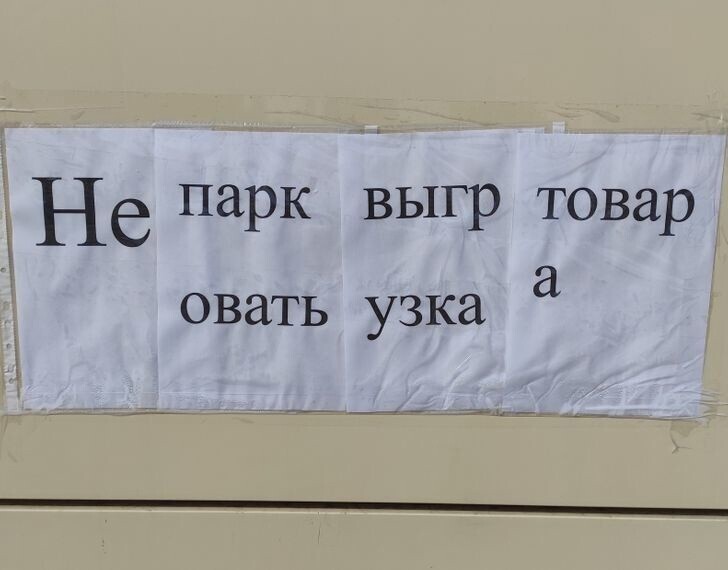 Не
парк
овать
выгр
узка
товар
а